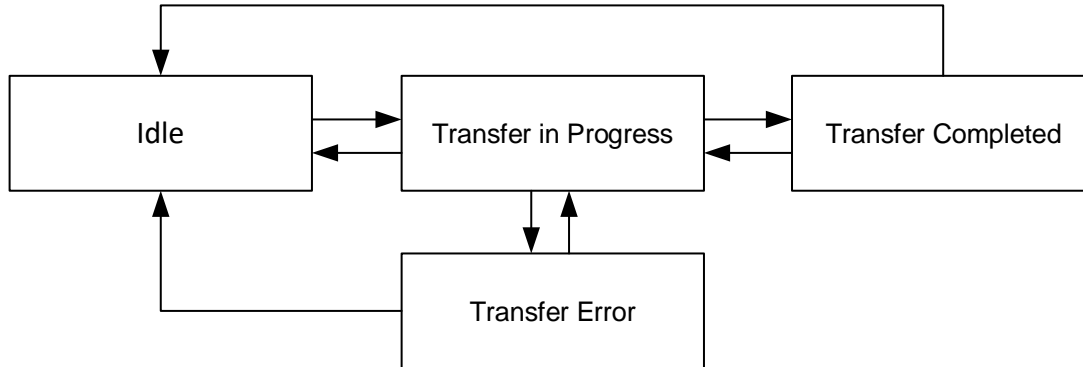 Idle
Transfer in Progress
Transfer Completed
Transfer Error